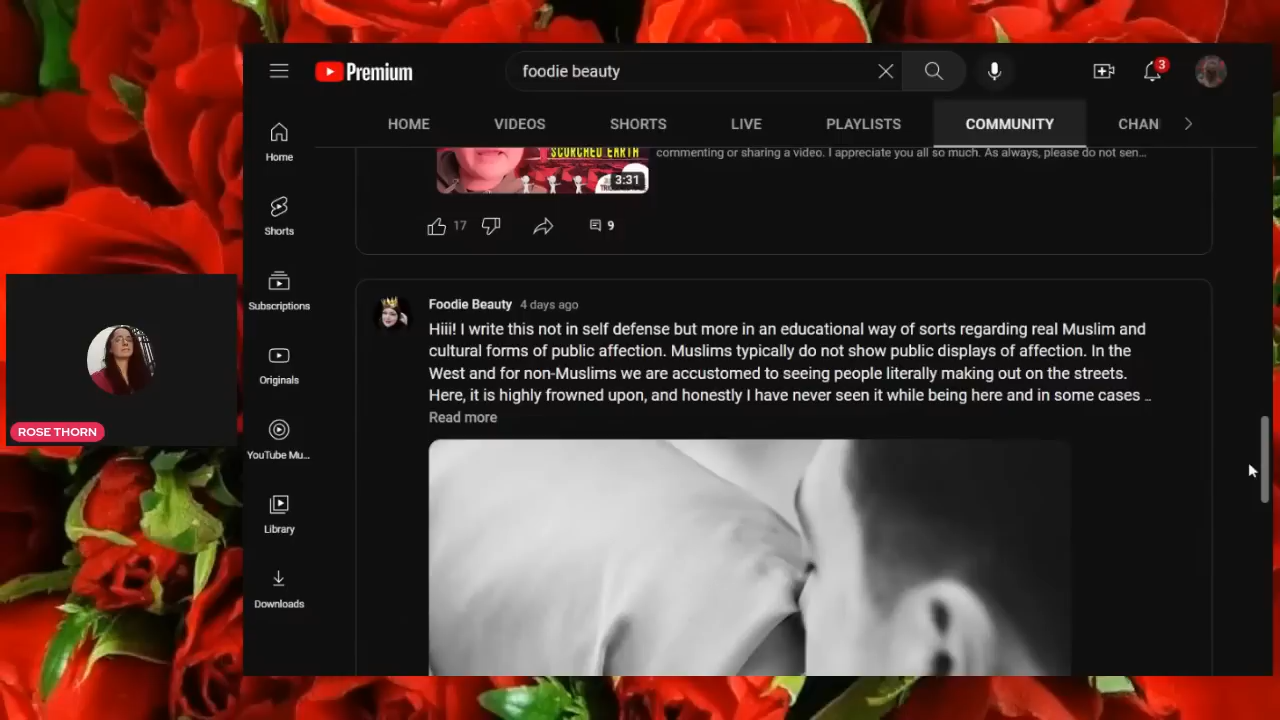 Premium
foodie beauty
3
HOME VIDEOS SHORTS LIVE PLAYLISTS COMMUNITY CHAN
Home
Shorts
Subscriptions
Originals
YouTube Mu...
Library
Downloads
SCORCHED EARTH
3:31
commenting or sharing a video. I appreciate you all so much. As always, please do not sen...
17 9
Foodie Beauty 4 days ago
Hiii! I write this not in self defense but more in an educational way of sorts regarding real Muslim and
cultural forms of public affection. Muslims typically do not show public displays of affection. In the
West and for non-Muslims we are accustomed to seeing people literally making out on the streets.
Here, it is highly frowned upon, and honestly I have never seen it while being here and in some cases ..
Read more
ROSE THORN